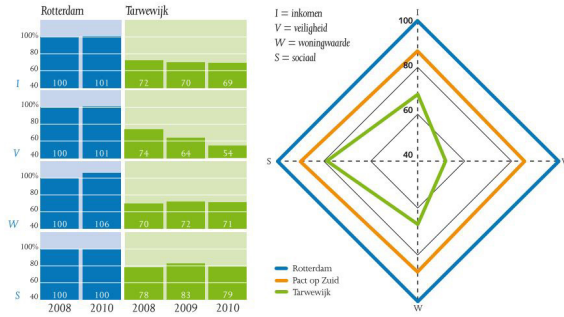 Rotterdam Tarwewijk
100%
80
60
I 40 100 101 72 70 69
100%
80
60
V 40 100 101 74 64 54
100%
80
60
W 40 100 106 70 72 71
100%
80
60
S 40 100 100 78 83 79
2008 2010 2008 2009 2010
I = inkomen
V = veiligheid
W = woningwaarde
S = sociaal
I
100
80
60
40
S V
W
Rotterdam
Pact op Zuid
Tarwewijk